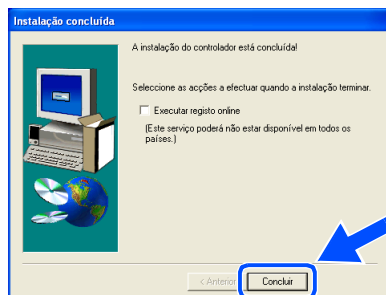 Instalação concluída
A instalação do controlador está concluída!
Seleccione as acções a efectuar quando a instalação terminar.
Executar registo online
(Este serviço poderá não estar disponível em todos os
países.)
< Anterior
Concluir